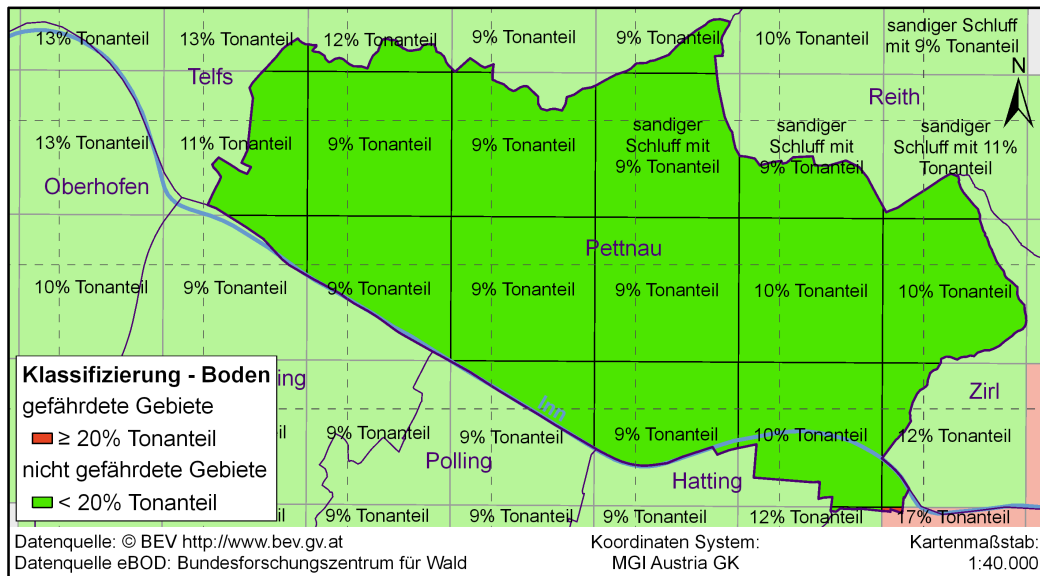 13% Tonanteil
13% Tonanteil
12% Tonanteil
9% Tonanteil
9% Tonanteil
10% Tonanteil
sandiger Schluff
mit 9% Tonanteil
N
Telfs
Reith
13% Tonanteil
11% Tonanteil
9% Tonanteil
9% Tonanteil
sandiger
Schluff mit
9% Tonanteil
sandiger
Schluff mit
9% Tonanteil
sandiger
Schluff mit 11%
Tonanteil
Oberhofen
Pettnau
10% Tonanteil
9% Tonanteil
9% Tonanteil
9% Tonanteil
9% Tonanteil
10% Tonanteil
10% Tonanteil
Klassifizierung - Boden
gefährdete Gebiete
≥ 20% Tonanteil
nicht gefährdete Gebiete
< 20% Tonanteil
ing
Inn
Zirl
9% Tonanteil
9% Tonanteil
9% Tonanteil
10% Tonanteil
12% Tonanteil
Polling
Hatting
9% Tonanteil
9% Tonanteil
9% Tonanteil
12% Tonanteil
17% Tonanteil
Datenquelle: © BEV http://www.bev.gv.at
Datenquelle eBOD: Bundesforschungszentrum für Wald
Koordinaten System:
MGI Austria GK
Kartenmaßstab:
1:40.000